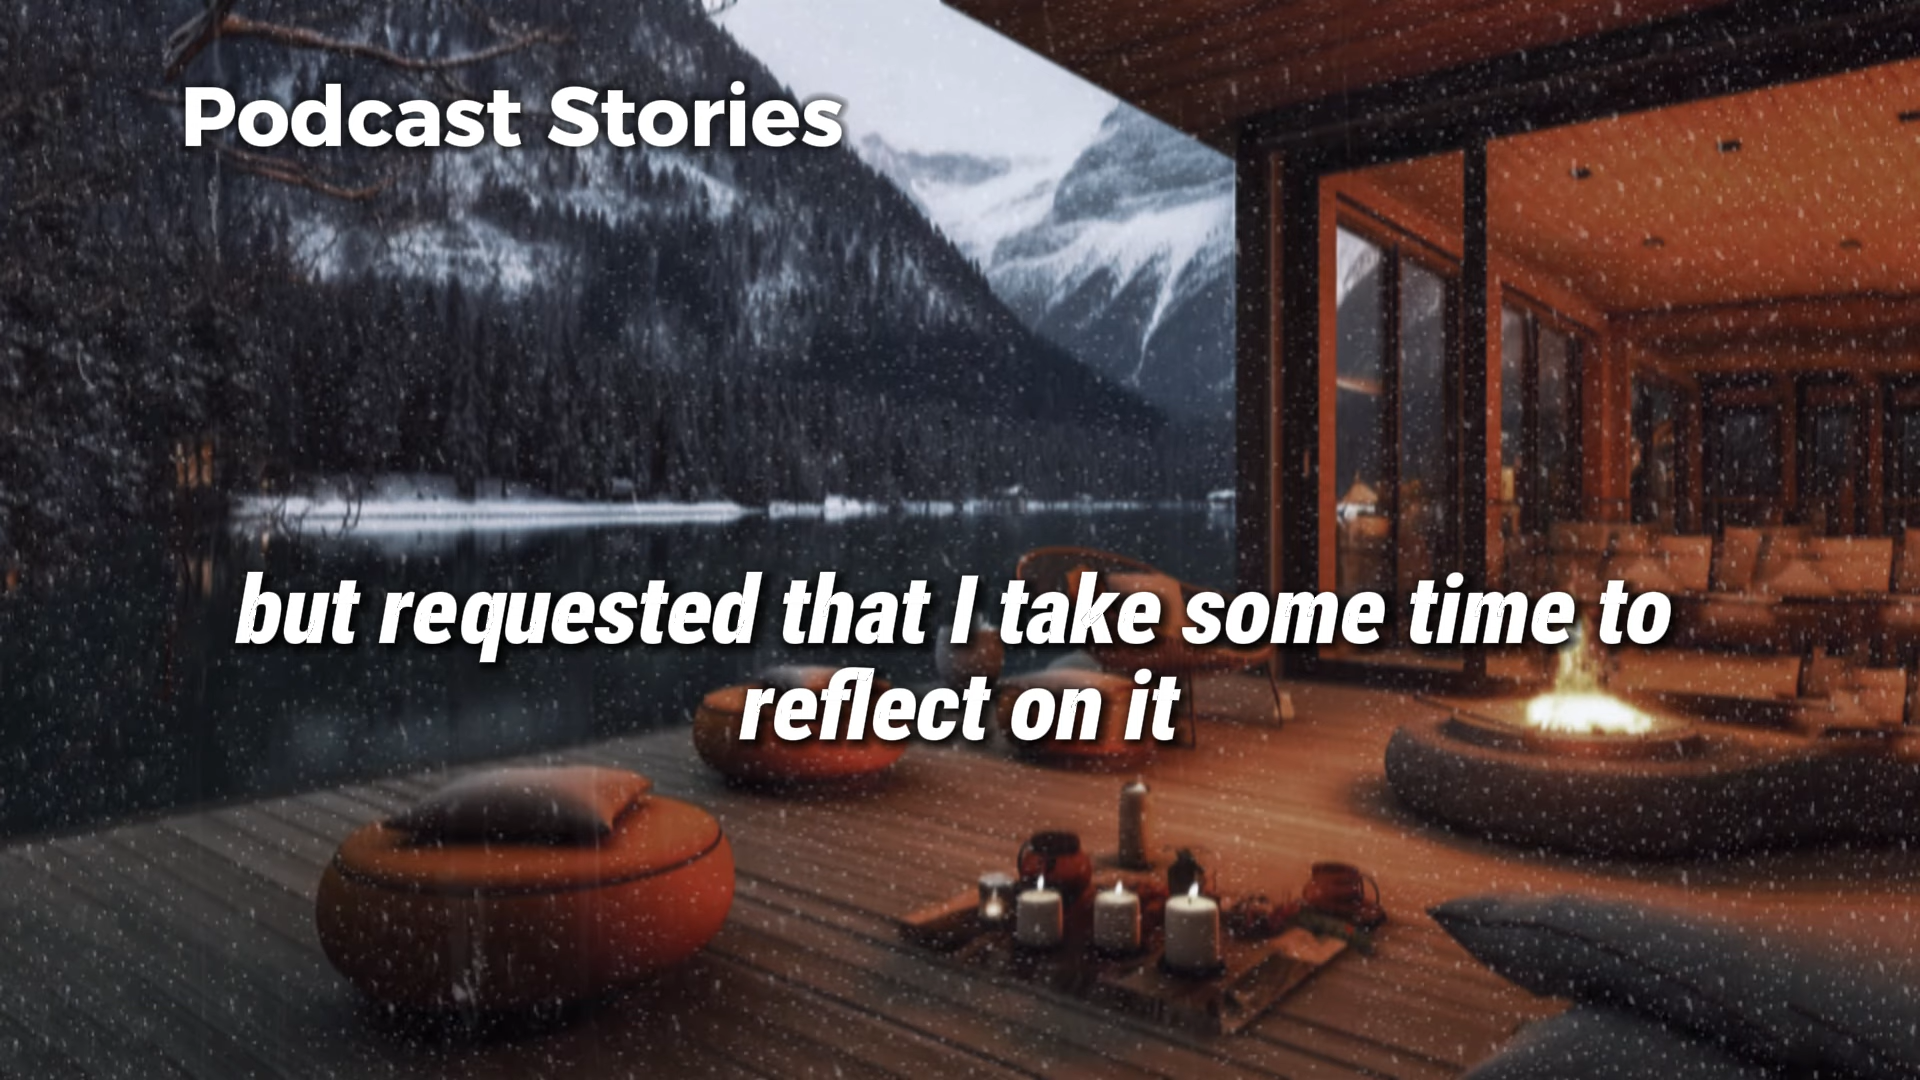 Podcast Stories
but requested that I take some time to
reflect on it